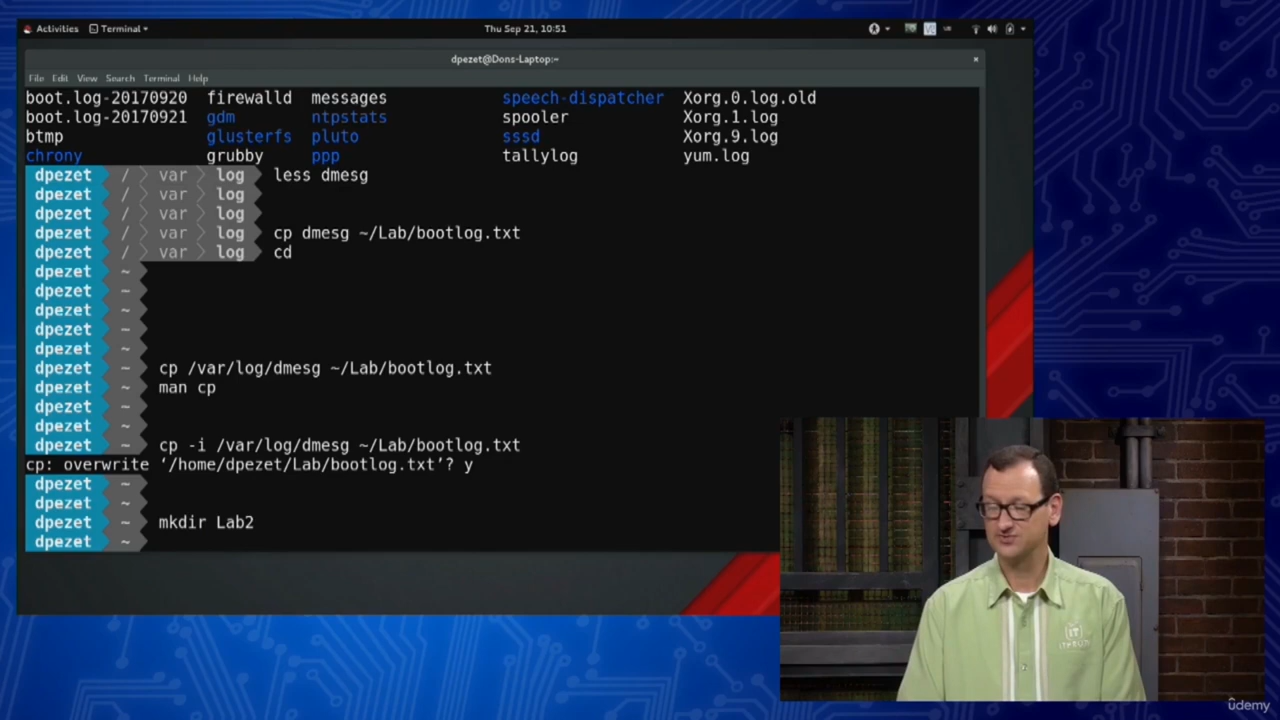 Activities Terminal Thu Sep 21, 10:51
dpezet@Dons-Laptop:~
File Edit View Search Terminal Help
boot.log-20170920 firewalld messages speech-dispatcher Xorg.0.log.old
boot.log-20170921 gdm ntpstats spooler Xorg.1.log
btmp glusterfs pluto sssd Xorg.9.log
chrony grubby ppp tallylog yum.log
dpezet / var log less dmesg
dpezet / var log
dpezet / var log
dpezet / var log cp dmesg ~/Lab/bootlog.txt
dpezet / var log cd
dpezet ~
dpezet ~
dpezet ~
dpezet ~
dpezet ~
dpezet ~ cp /var/log/dmesg ~/Lab/bootlog.txt
dpezet ~ man cp
dpezet ~
dpezet ~
dpezet ~ cp -i /var/log/dmesg ~/Lab/bootlog.txt
cp: overwrite ‘/home/dpezet/Lab/bootlog.txt’? y
dpezet ~
dpezet ~
dpezet ~ mkdir Lab2
dpezet ~
udemy